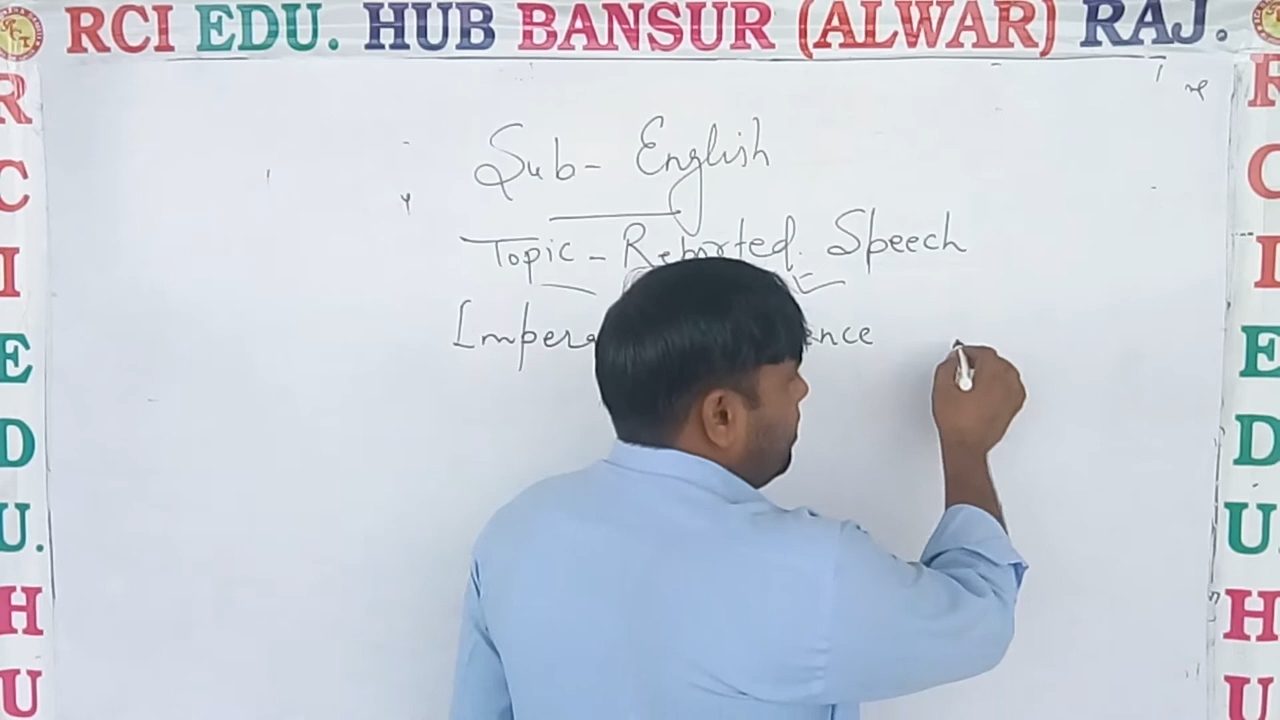 RCI EDU. HUB BANSUR (ALWAR) RAJ.
Sub- English
Topic - Reported Speech
R
C
I
E
D
U.
H
U
R
C
I
E
D
U.
H
U